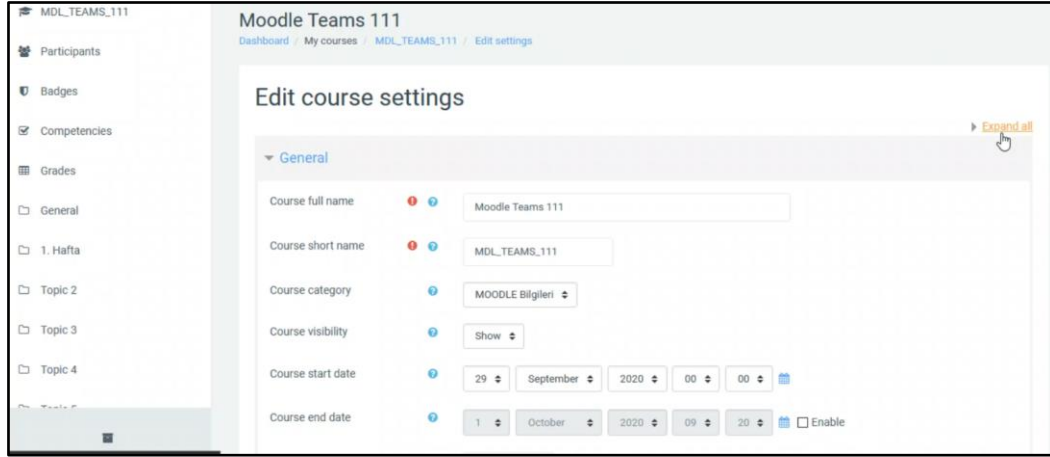 MDL_TEAMS_111
Participants
Badges
Competencies
Grades
General
1. Hafta
Topic 2
Topic 3
Topic 4
Moodle Teams 111
Dashboard / My courses / MDL_TEAMS_111 / Edit settings
Edit course settings
Expand all
General
Course full name Moodle Teams 111
Course short name MDL_TEAMS_111
Course category MOODLE Bilgileri
Course visibility Show
Course start date 29 September 2020 00 00
Course end date 1 October 2020 09 20 Enable